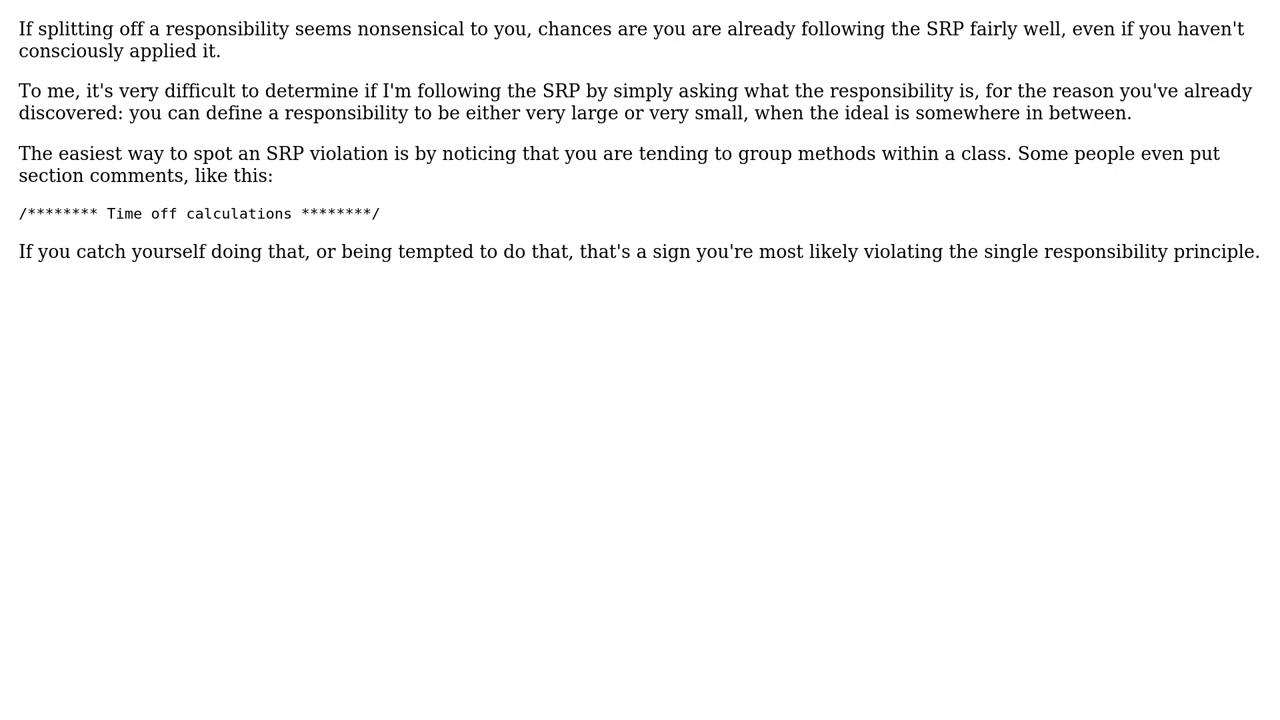 If splitting off a responsibility seems nonsensical to you, chances are you are already following the SRP fairly well, even if you haven't
consciously applied it.
To me, it's very difficult to determine if I'm following the SRP by simply asking what the responsibility is, for the reason you've already
discovered: you can define a responsibility to be either very large or very small, when the ideal is somewhere in between.
The easiest way to spot an SRP violation is by noticing that you are tending to group methods within a class. Some people even put
section comments, like this:
/******** Time off calculations ********/
If you catch yourself doing that, or being tempted to do that, that's a sign you're most likely violating the single responsibility principle.